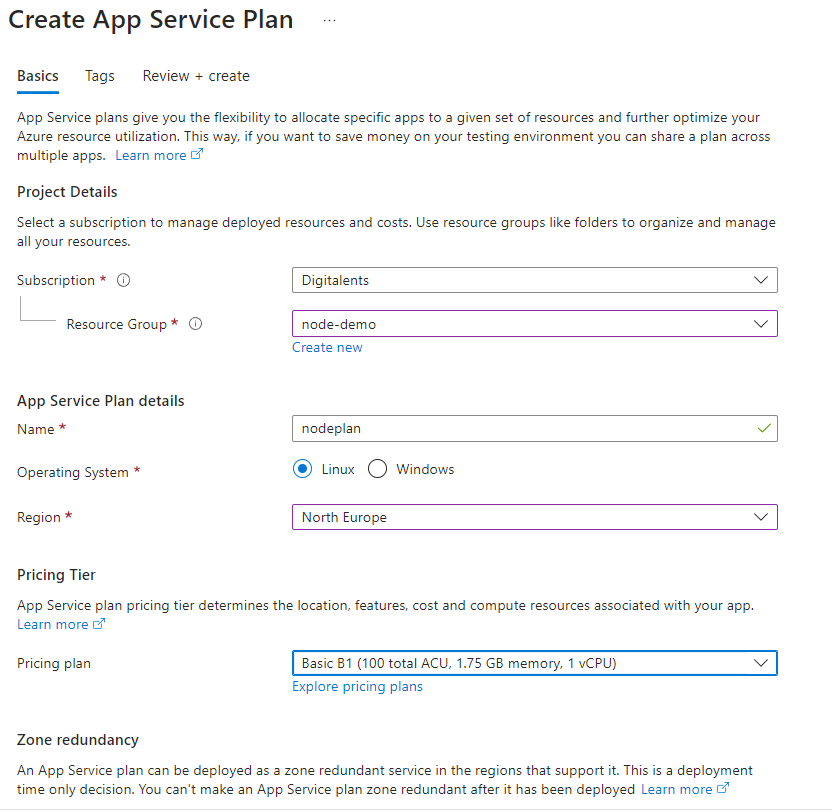 Create App Service Plan ...
Basics Tags Review + create
App Service plans give you the flexibility to allocate specific apps to a given set of resources and further optimize your
Azure resource utilization. This way, if you want to save money on your testing environment you can share a plan across
multiple apps. Learn more
Project Details
Select a subscription to manage deployed resources and costs. Use resource groups like folders to organize and manage
all your resources.
Subscription * Digitalents
Resource Group * node-demo
Create new
App Service Plan details
Name * nodeplan
Operating System * Linux Windows
Region * North Europe
Pricing Tier
App Service plan pricing tier determines the location, features, cost and compute resources associated with your app.
Learn more
Pricing plan Basic B1 (100 total ACU, 1.75 GB memory, 1 vCPU)
Explore pricing plans
Zone redundancy
An App Service plan can be deployed as a zone redundant service in the regions that support it. This is a deployment
time only decision. You can't make an App Service plan zone redundant after it has been deployed Learn more